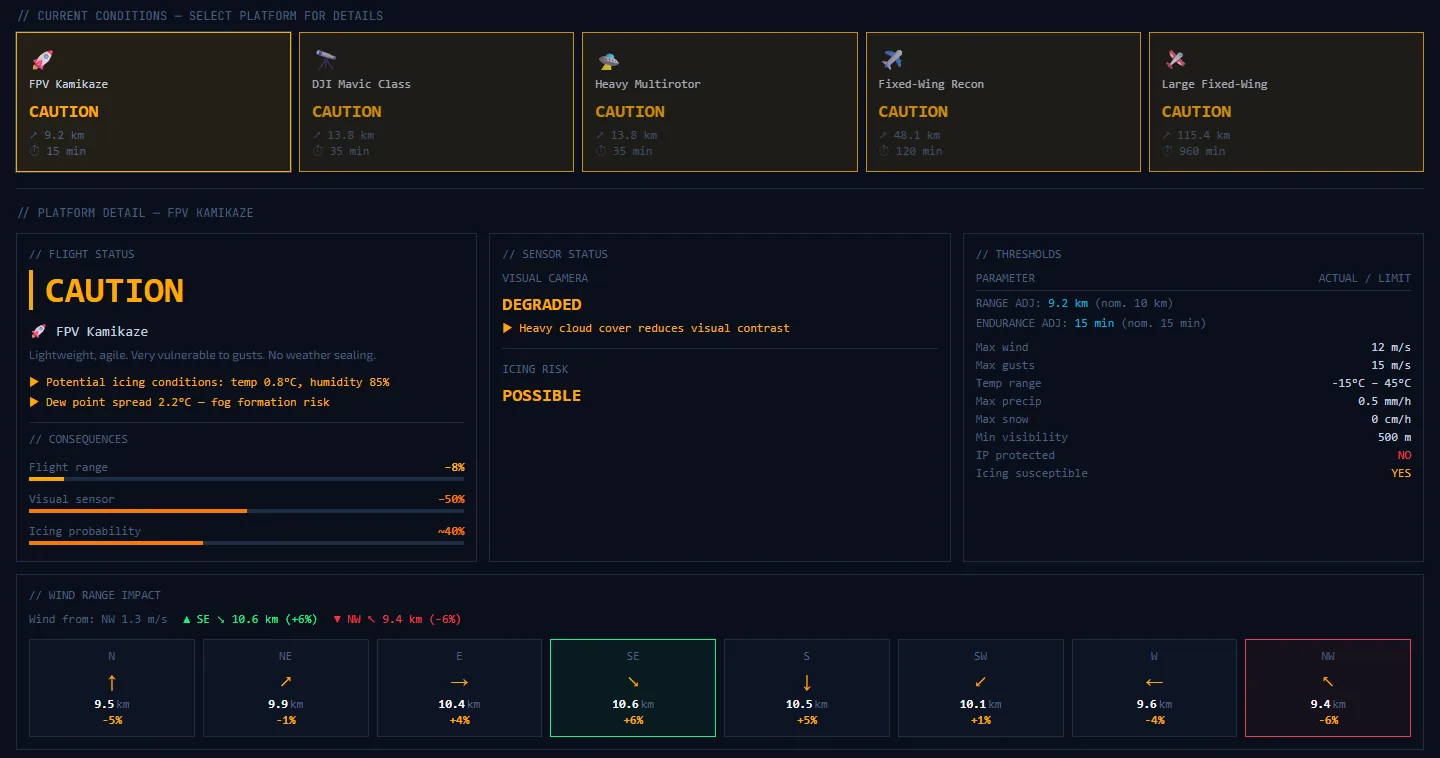 // CURRENT CONDITIONS — SELECT PLATFORM FOR DETAILS
FPV Kamikaze
CAUTION
↗ 9.2 km
⏱ 15 min
DJI Mavic Class
CAUTION
↗ 13.8 km
⏱ 35 min
Heavy Multirotor
CAUTION
↗ 13.8 km
⏱ 35 min
Fixed-Wing Recon
CAUTION
↗ 48.1 km
⏱ 120 min
Large Fixed-Wing
CAUTION
↗ 115.4 km
⏱ 960 min
// PLATFORM DETAIL — FPV KAMIKAZE
// FLIGHT STATUS
CAUTION
FPV Kamikaze
Lightweight, agile. Very vulnerable to gusts. No weather sealing.
▶ Potential icing conditions: temp 0.8°C, humidity 85%
▶ Dew point spread 2.2°C — fog formation risk
// CONSEQUENCES
Flight range −8%
Visual sensor −50%
Icing probability ~40%
// SENSOR STATUS
VISUAL CAMERA
DEGRADED
▶ Heavy cloud cover reduces visual contrast
ICING RISK
POSSIBLE
// THRESHOLDS
PARAMETER ACTUAL / LIMIT
RANGE ADJ: 9.2 km (nom. 10 km)
ENDURANCE ADJ: 15 min (nom. 15 min)
Max wind 12 m/s
Max gusts 15 m/s
Temp range -15°C – 45°C
Max precip 0.5 mm/h
Max snow 0 cm/h
Min visibility 500 m
IP protected NO
Icing susceptible YES
// WIND RANGE IMPACT
Wind from: NW 1.3 m/s ▲ SE ↘ 10.6 km (+6%) ▼ NW ↖ 9.4 km (-6%)
N
↑
9.5 km
-5%
NE
↗
9.9 km
-1%
E
→
10.4 km
+4%
SE
↘
10.6 km
+6%
S
↓
10.5 km
+5%
SW
↙
10.1 km
+1%
W
←
9.6 km
-4%
NW
↖
9.4 km
-6%